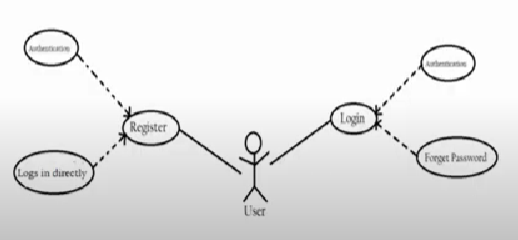 Authentication
Authentication
Register
Login
Logs in directly
Forget Password
User